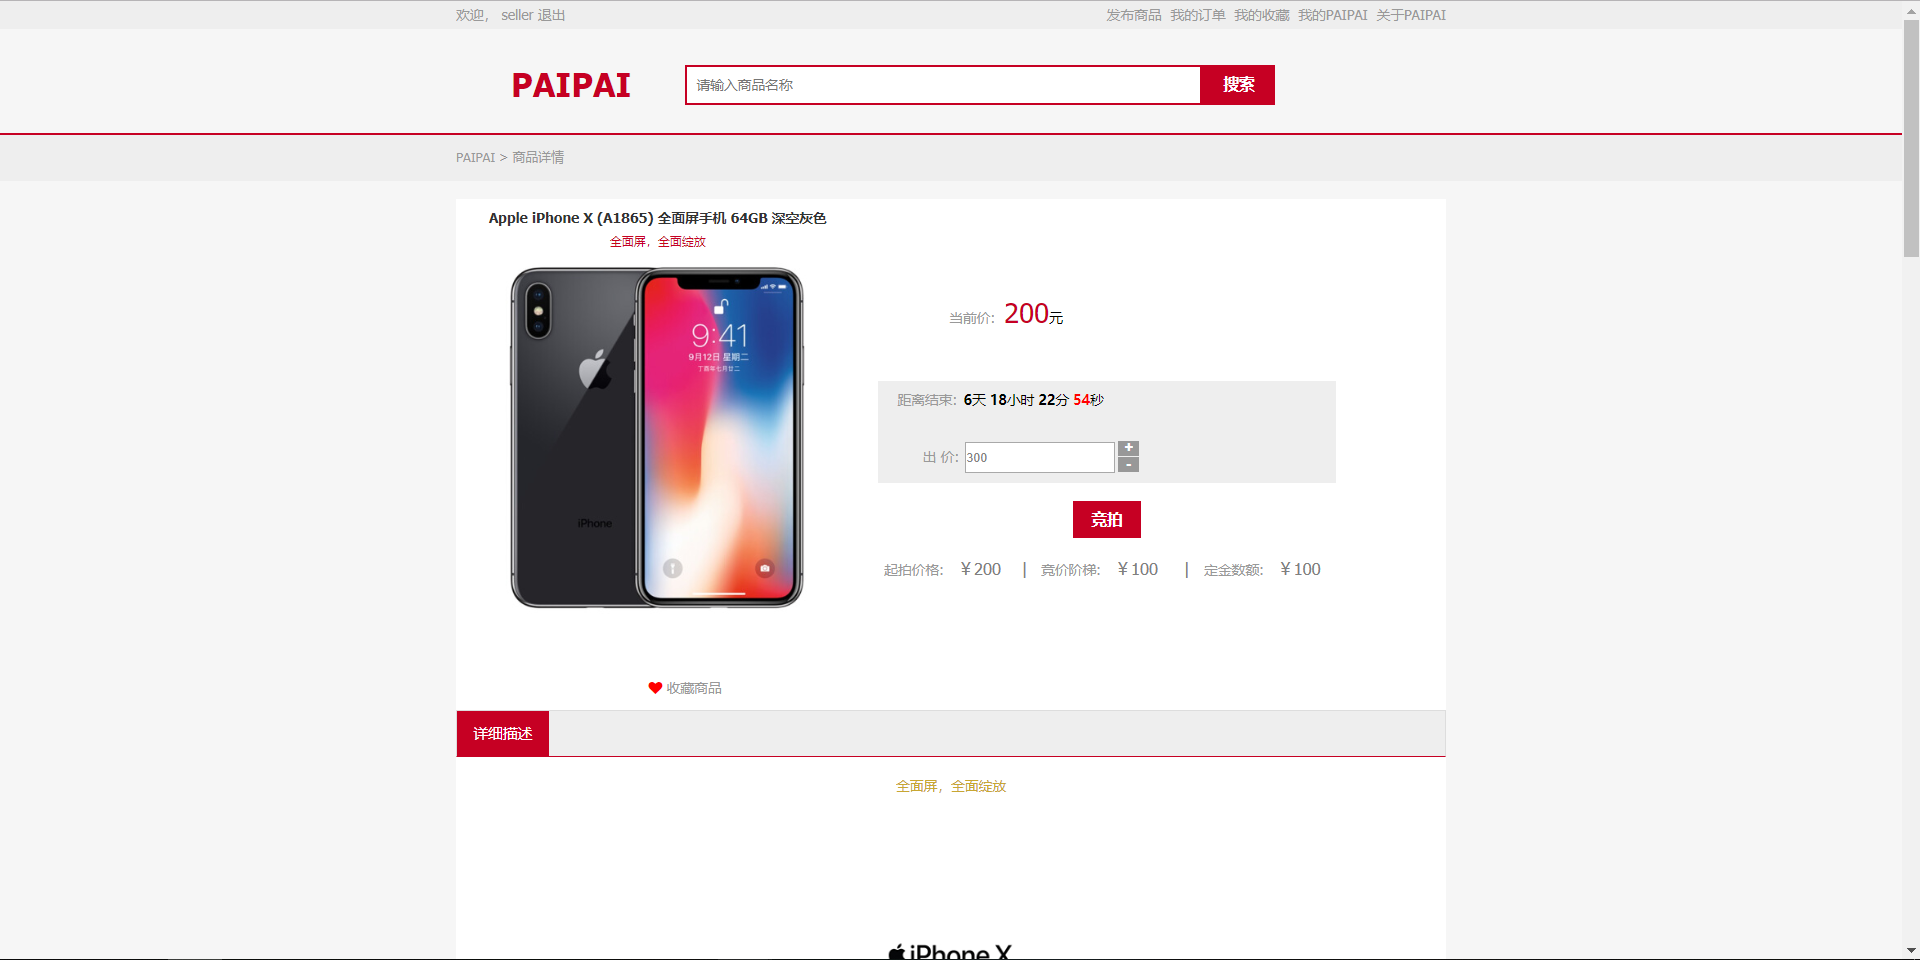 欢迎, seller 退出
发布商品 我的订单 我的收藏 我的PAIPAI 关于PAIPAI
PAIPAI
请输入商品名称
搜索
PAIPAI > 商品详情
Apple iPhone X (A1865) 全面屏手机 64GB 深空灰色
全面屏，全面绽放
9:41
9月12日 星期二
丁酉年七月廿二
iPhone
当前价: 200元
距离结束: 6天 18小时 22分 54秒
出 价: 300
+
-
竞拍
起拍价格: ￥200 | 竞价阶梯: ￥100 | 定金数额: ￥100
收藏商品
详细描述
全面屏，全面绽放
iPhone X